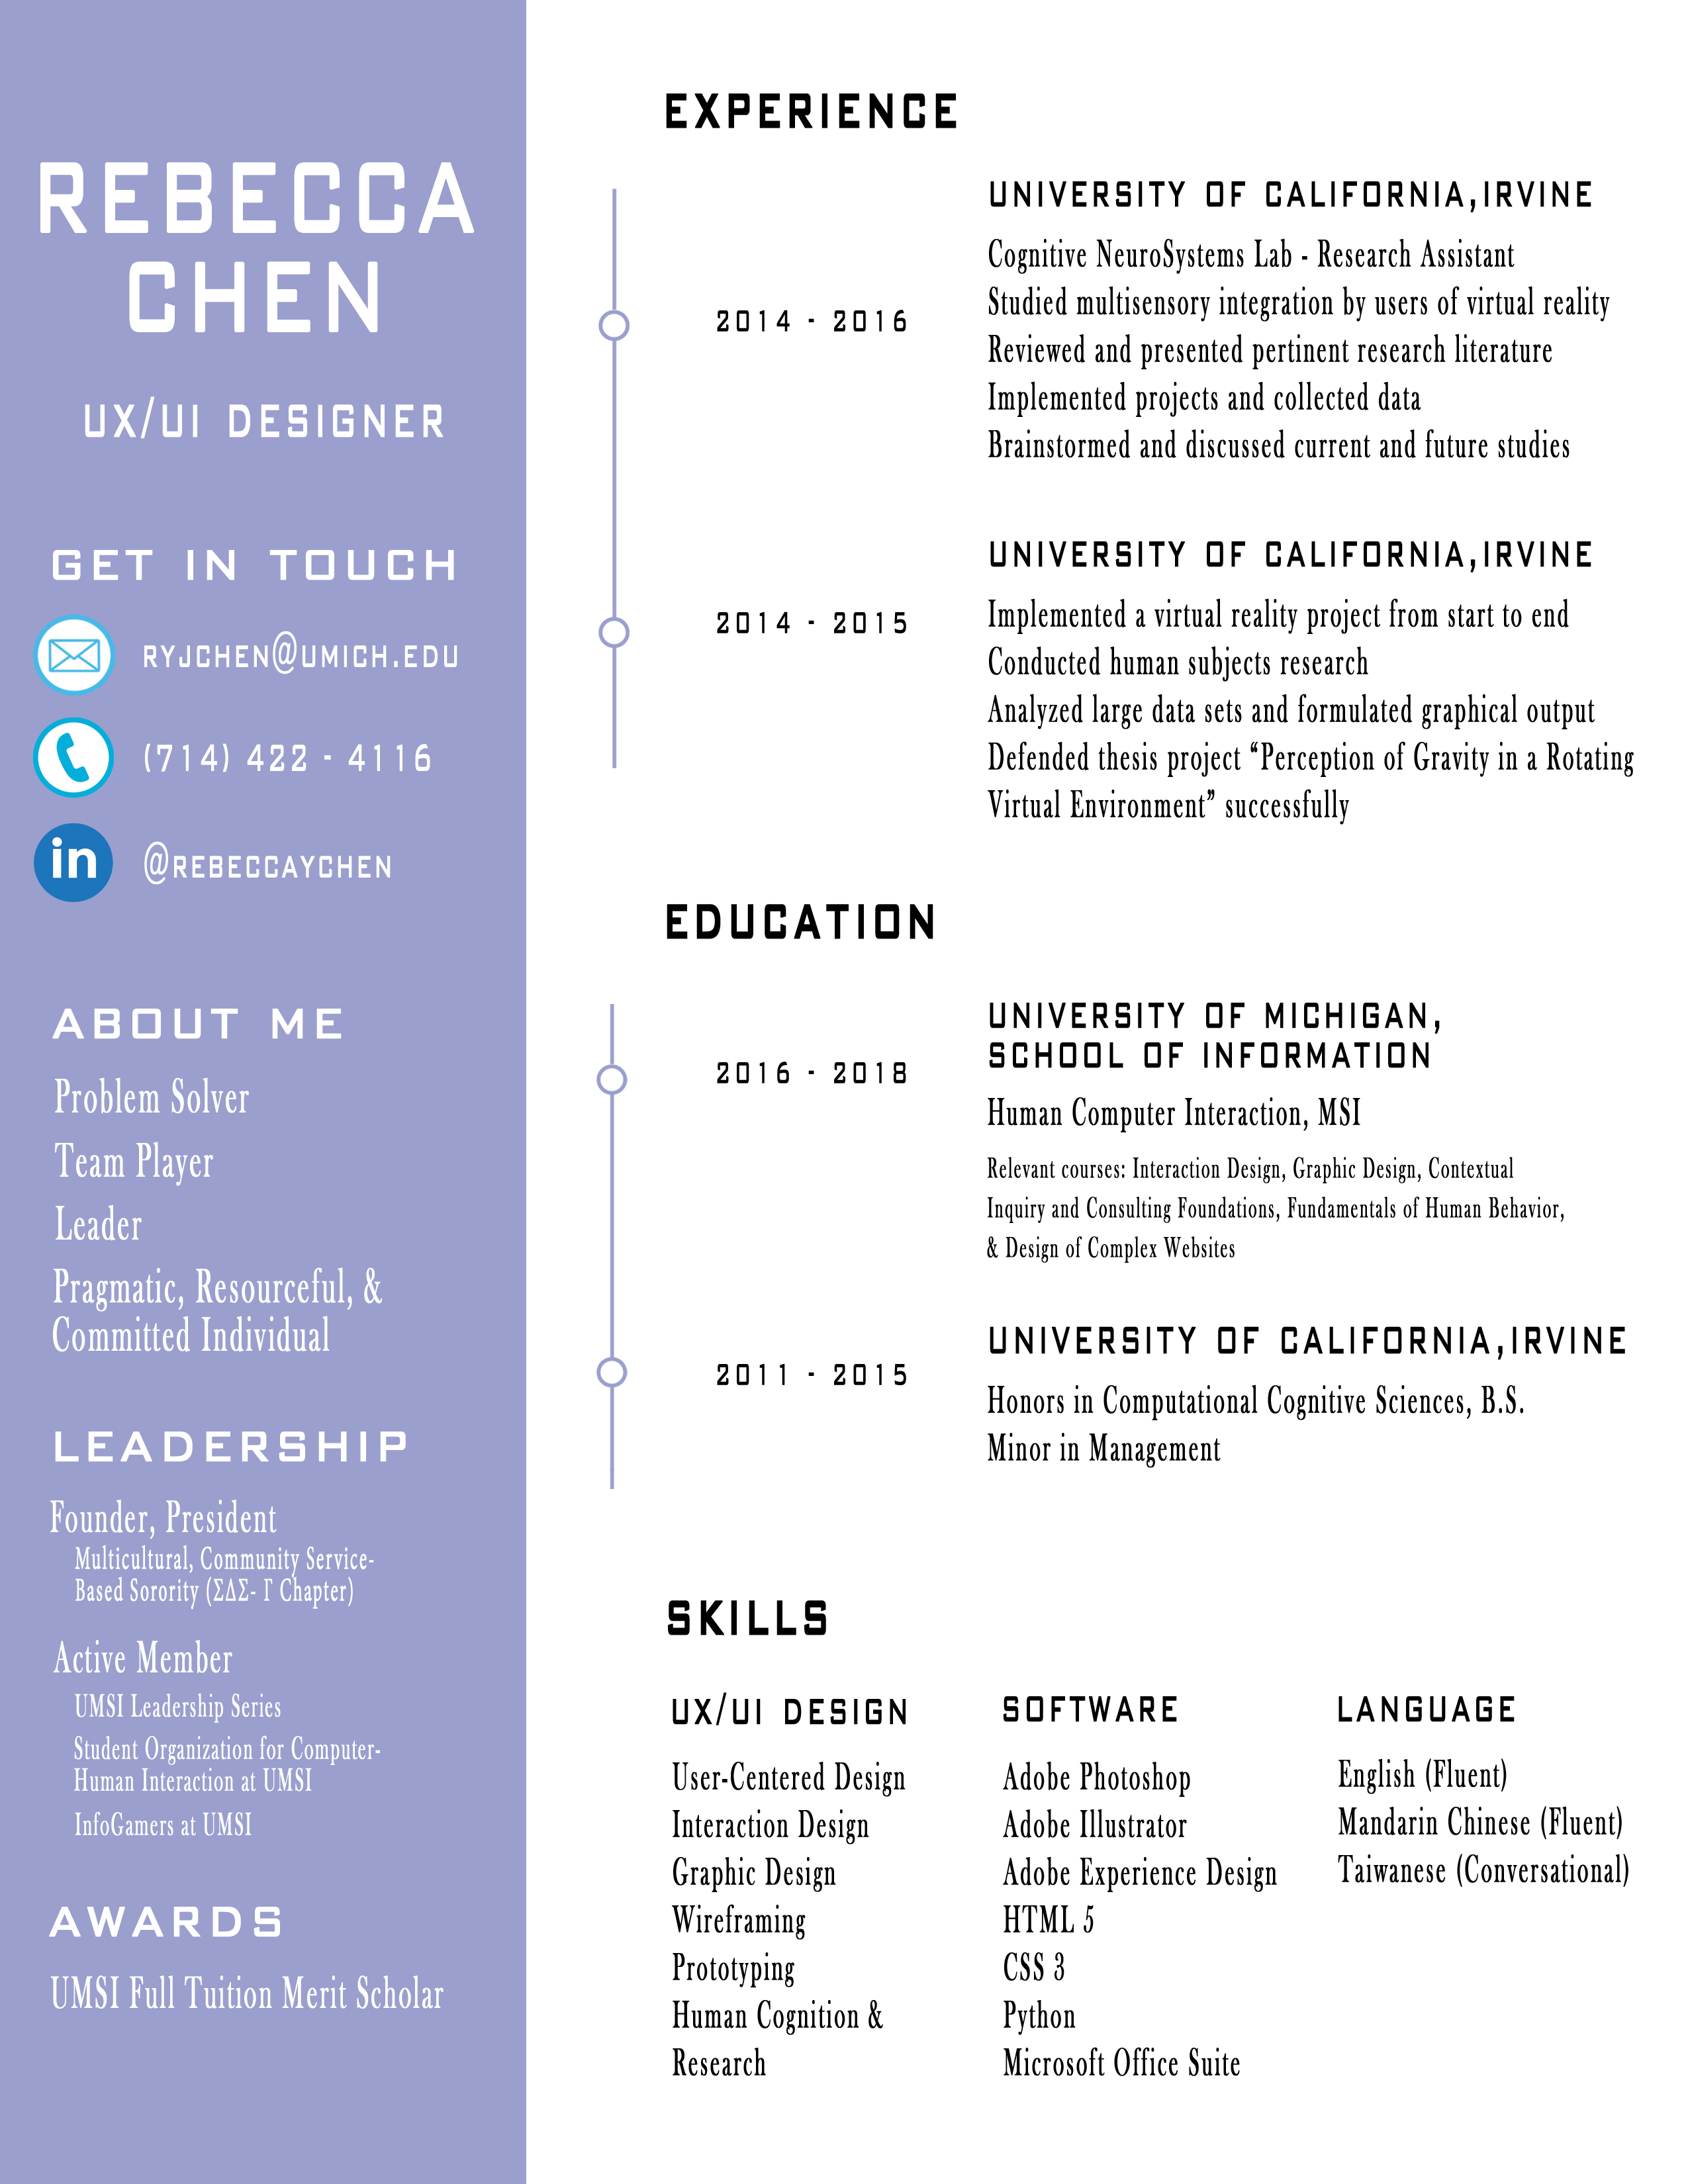 REBECCA
CHEN
UX/UI DESIGNER
GET IN TOUCH
RYJCHEN@UMICH.EDU
(714) 422 - 4116
in
@REBECCAYCHEN
ABOUT ME
Problem Solver
Team Player
Leader
Pragmatic, Resourceful, &
Committed Individual
LEADERSHIP
Founder, President
Multicultural, Community Service-
Based Sorority (ΣΔΣ- Γ Chapter)
Active Member
UMSI Leadership Series
Student Organization for Computer-
Human Interaction at UMSI
InfoGamers at UMSI
AWARDS
UMSI Full Tuition Merit Scholar
EXPERIENCE
2014 - 2016
UNIVERSITY OF CALIFORNIA,IRVINE
Cognitive NeuroSystems Lab - Research Assistant
Studied multisensory integration by users of virtual reality
Reviewed and presented pertinent research literature
Implemented projects and collected data
Brainstormed and discussed current and future studies
2014 - 2015
UNIVERSITY OF CALIFORNIA,IRVINE
Implemented a virtual reality project from start to end
Conducted human subjects research
Analyzed large data sets and formulated graphical output
Defended thesis project “Perception of Gravity in a Rotating
Virtual Environment” successfully
EDUCATION
2016 - 2018
UNIVERSITY OF MICHIGAN,
SCHOOL OF INFORMATION
Human Computer Interaction, MSI
Relevant courses: Interaction Design, Graphic Design, Contextual
Inquiry and Consulting Foundations, Fundamentals of Human Behavior,
& Design of Complex Websites
2011 - 2015
UNIVERSITY OF CALIFORNIA,IRVINE
Honors in Computational Cognitive Sciences, B.S.
Minor in Management
SKILLS
UX/UI DESIGN
User-Centered Design
Interaction Design
Graphic Design
Wireframing
Prototyping
Human Cognition &
Research
SOFTWARE
Adobe Photoshop
Adobe Illustrator
Adobe Experience Design
HTML 5
CSS 3
Python
Microsoft Office Suite
LANGUAGE
English (Fluent)
Mandarin Chinese (Fluent)
Taiwanese (Conversational)